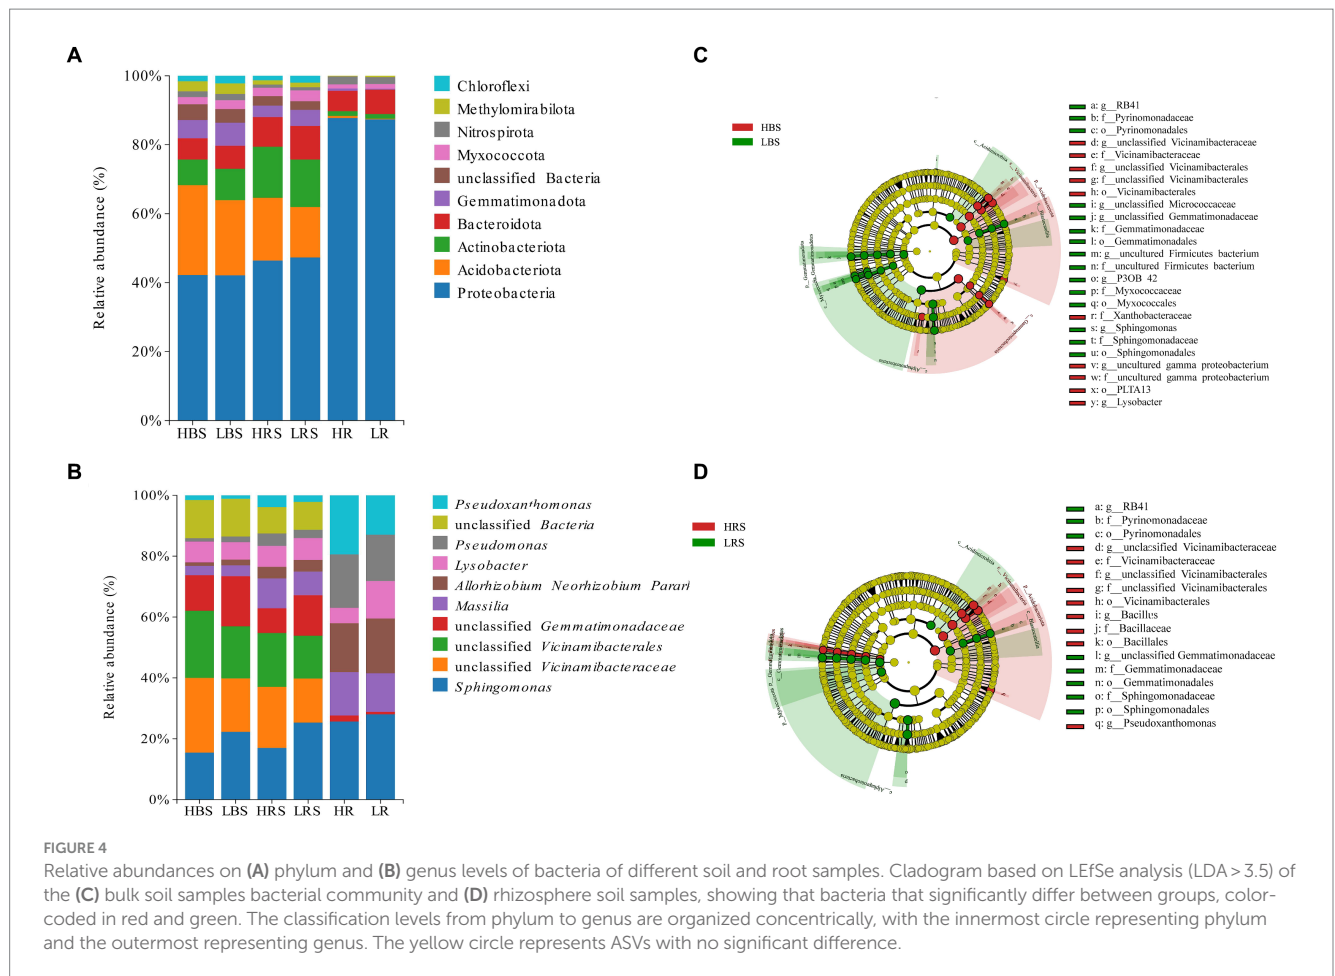 A
100%
80%
60%
40%
20%
0%
Relative abundance (%)
HBS LBS HRS LRS HR LR
Chloroflexi
Methylomirabilota
Nitrospirota
Myxococcota
unclassified Bacteria
Gemmatimonadota
Bacteroidota
Actinobacteriota
Acidobacteriota
Proteobacteria
B
100%
80%
60%
40%
20%
0%
Relative abundance (%)
HBS LBS HRS LRS HR LR
Pseudoxanthomonas
unclassified Bacteria
Pseudomonas
Lysobacter
Allorhizobium Neorhizobium Pararl
Massilia
unclassified Gemmatimonadaceae
unclassified Vicinamibacterales
unclassified Vicinamibacteraceae
Sphingomonas
C
HBS
LBS
a: g__RB41
b: f__Pyrinomonadaceae
c: o__Pyrinomonadales
d: g__unclassified Vicinamibacteraceae
e: f__Vicinamibacteraceae
f: g__unclassified Vicinamibacterales
g: f__unclassified Vicinamibacterales
h: o__Vicinamibacterales
i: g__unclassified Micrococcaceae
j: g__unclassified Gemmatimonadaceae
k: f__Gemmatimonadaceae
l: o__Gemmatimonadales
m: g__uncultured Firmicutes bacterium
n: f__uncultured Firmicutes bacterium
o: g__P3OB 42
p: f__Myxococcaceae
q: o__Myxococcales
r: f__Xanthobacteraceae
s: g__Sphingomonas
t: f__Sphingomonadaceae
u: o__Sphingomonadales
v: g__uncultured gamma proteobacterium
w: f__uncultured gamma proteobacterium
x: o__PLTA13
y: g__Lysobacter
D
HRS
LRS
a: g__RB41
b: f__Pyrinomonadaceae
c: o__Pyrinomonadales
d: g__unclassified Vicinamibacteraceae
e: f__Vicinamibacteraceae
f: g__unclassified Vicinamibacterales
g: f__unclassified Vicinamibacterales
h: o__Vicinamibacterales
i: g__Bacillus
j: f__Bacillaceae
k: o__Bacillales
l: g__unclassified Gemmatimonadaceae
m: f__Gemmatimonadaceae
n: o__Gemmatimonadales
o: f__Sphingomonadaceae
p: o__Sphingomonadales
q: g__Pseudoxanthomonas
FIGURE 4
Relative abundances on (A) phylum and (B) genus levels of bacteria of different soil and root samples. Cladogram based on LEfSe analysis (LDA > 3.5) of
the (C) bulk soil samples bacterial community and (D) rhizosphere soil samples, showing that bacteria that significantly differ between groups, color-
coded in red and green. The classification levels from phylum to genus are organized concentrically, with the innermost circle representing phylum
and the outermost representing genus. The yellow circle represents ASVs with no significant difference.